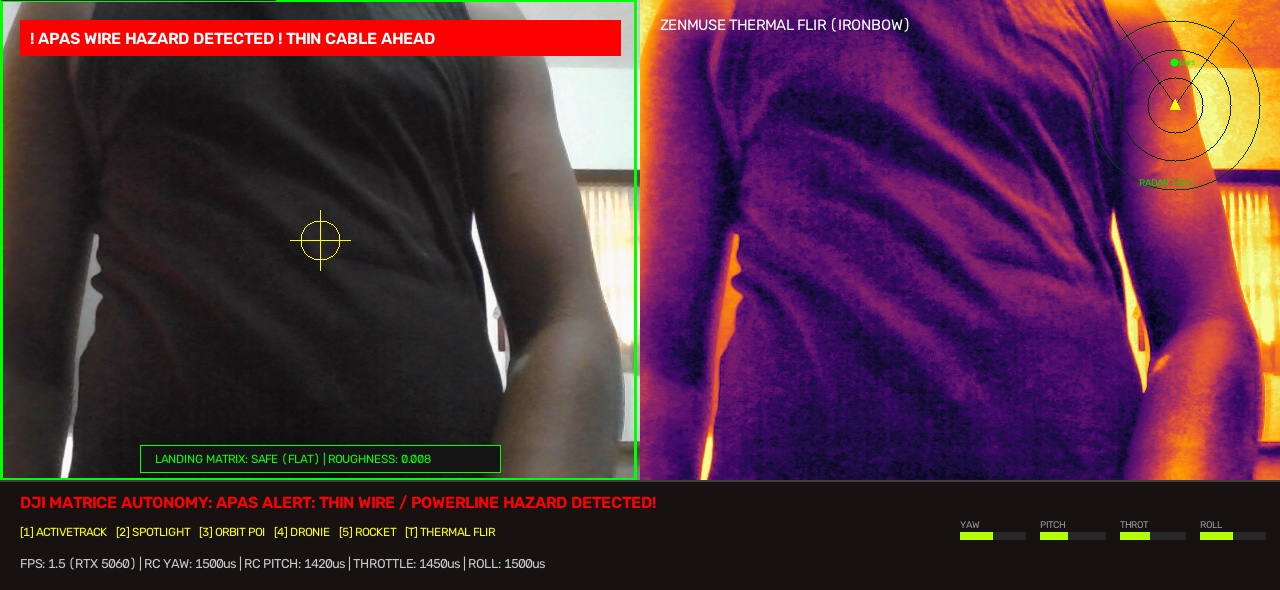 ! APAS WIRE HAZARD DETECTED ! THIN CABLE AHEAD
ZENMUSE THERMAL FLIR (IRONBOW)
RADAR
LANDING MATRIX: SAFE (FLAT) | ROUGHNESS: 0.008
DJI MATRICE AUTONOMY: APAS ALERT: THIN WIRE / POWERLINE HAZARD DETECTED!
[1] ACTIVETRACK [2] SPOTLIGHT [3] ORBIT POI [4] DRONIE [5] ROCKET [T] THERMAL FLIR
YAW PITCH THROT ROLL
FPS: 1.5 (RTX 5060) | RC YAW: 1500us | RC PITCH: 1420us | THROTTLE: 1450us | ROLL: 1500us